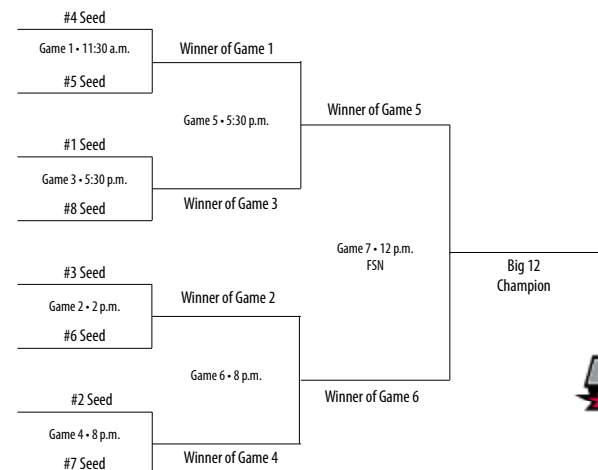 #4 Seed
Game 1 • 11:30 a.m.
#5 Seed
Winner of Game 1
Game 5 • 5:30 p.m.
#1 Seed
Game 3 • 5:30 p.m.
#8 Seed
Winner of Game 3
Winner of Game 5
Game 7 • 12 p.m.
FSN
Big 12
Champion
#3 Seed
Game 2 • 2 p.m.
#6 Seed
Winner of Game 2
Game 6 • 8 p.m.
Winner of Game 6
#2 Seed
Game 4 • 8 p.m.
#7 Seed
Winner of Game 4